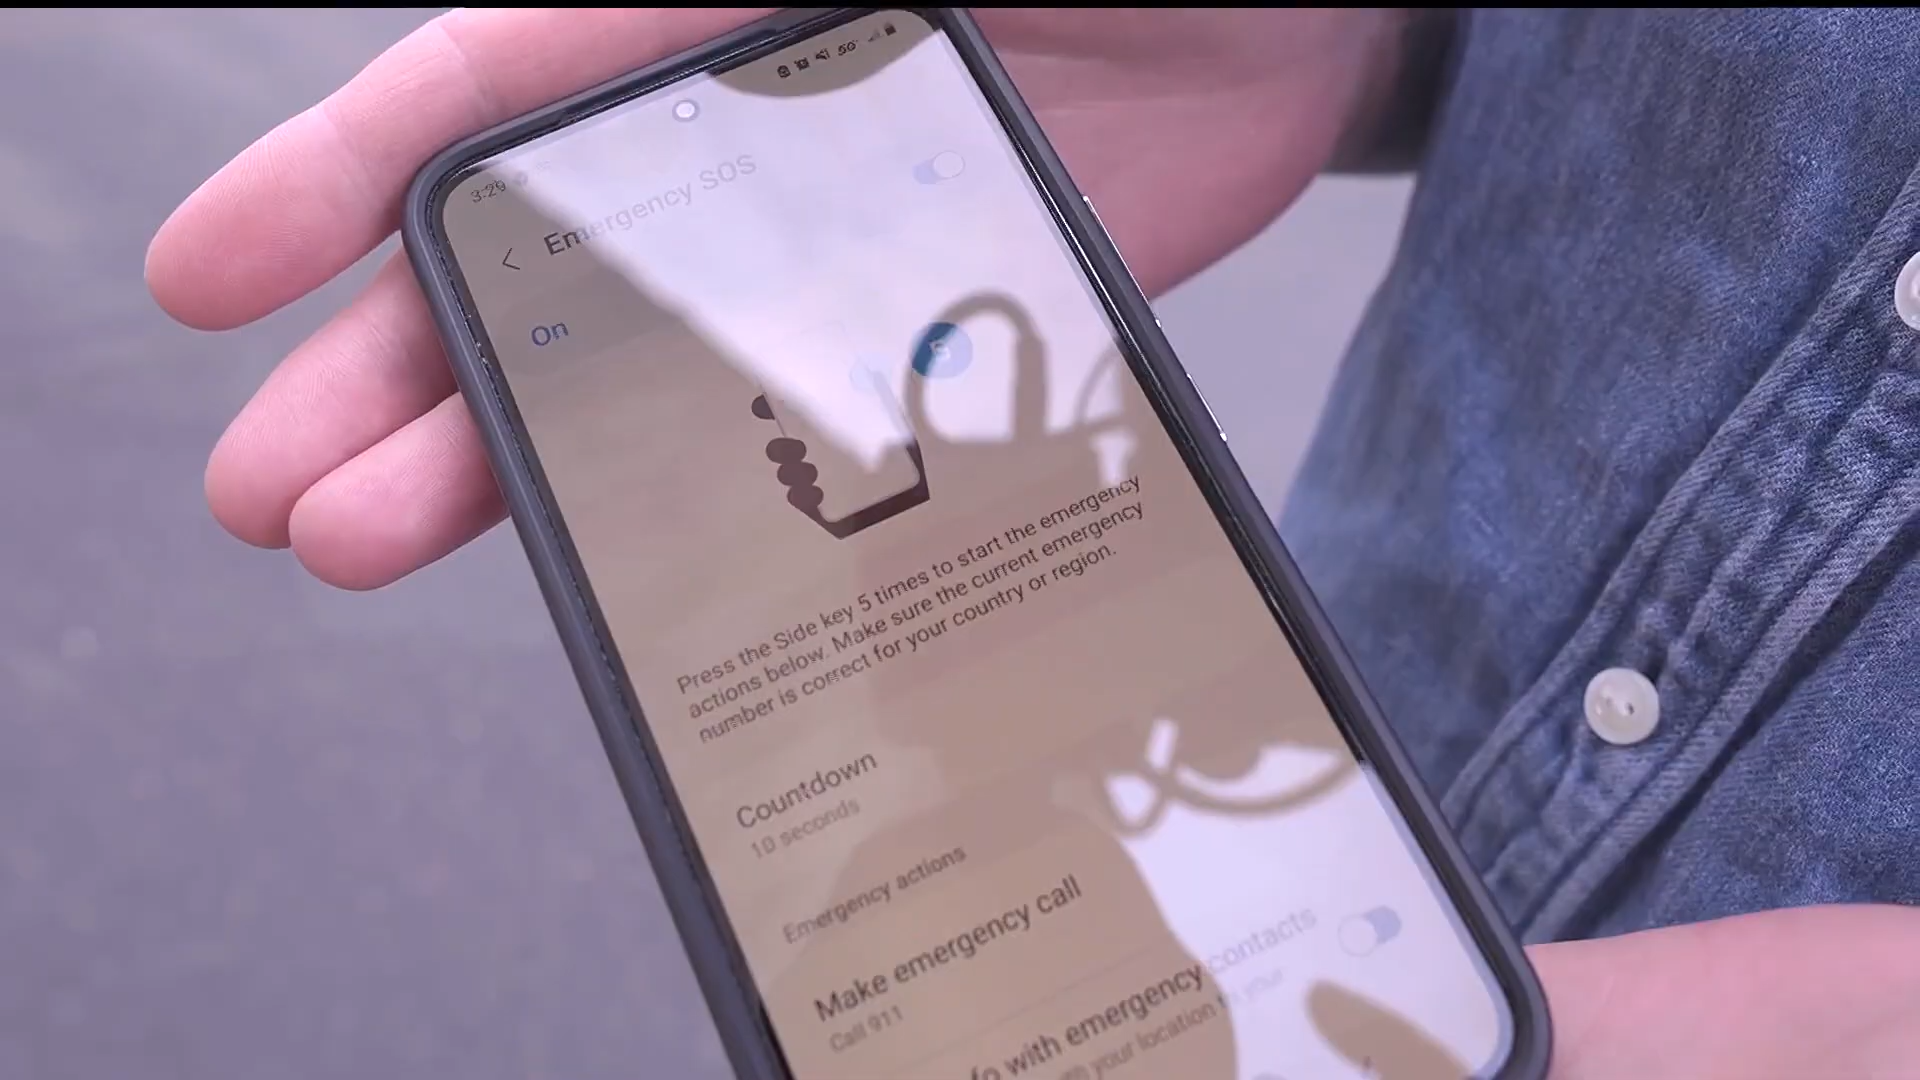 3:29
5G
Emergency SOS
On
5
Press the Side key 5 times to start the emergency
actions below. Make sure the current emergency
number is correct for your country or region.
Countdown
10 seconds
Emergency actions
Make emergency call
Call 911
with emergency contacts
your location to your